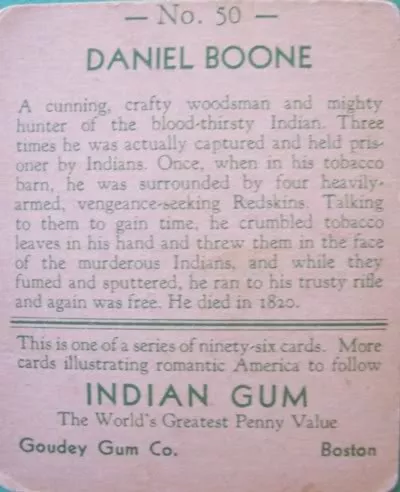 — No. 50 —
DANIEL BOONE
A cunning, crafty woodsman and mighty
hunter of the blood-thirsty Indian. Three
times he was actually captured and held pris-
oner by Indians. Once, when in his tobacco
barn, he was surrounded by four heavily-
armed, vengeance-seeking Redskins. Talking
to them to gain time, he crumbled tobacco
leaves in his hand and threw them in the face
of the murderous Indians, and while they
fumed and sputtered, he ran to his trusty rifle
and again was free. He died in 1820.
This is one of a series of ninety-six cards. More
cards illustrating romantic America to follow
INDIAN GUM
The World's Greatest Penny Value
Goudey Gum Co. Boston